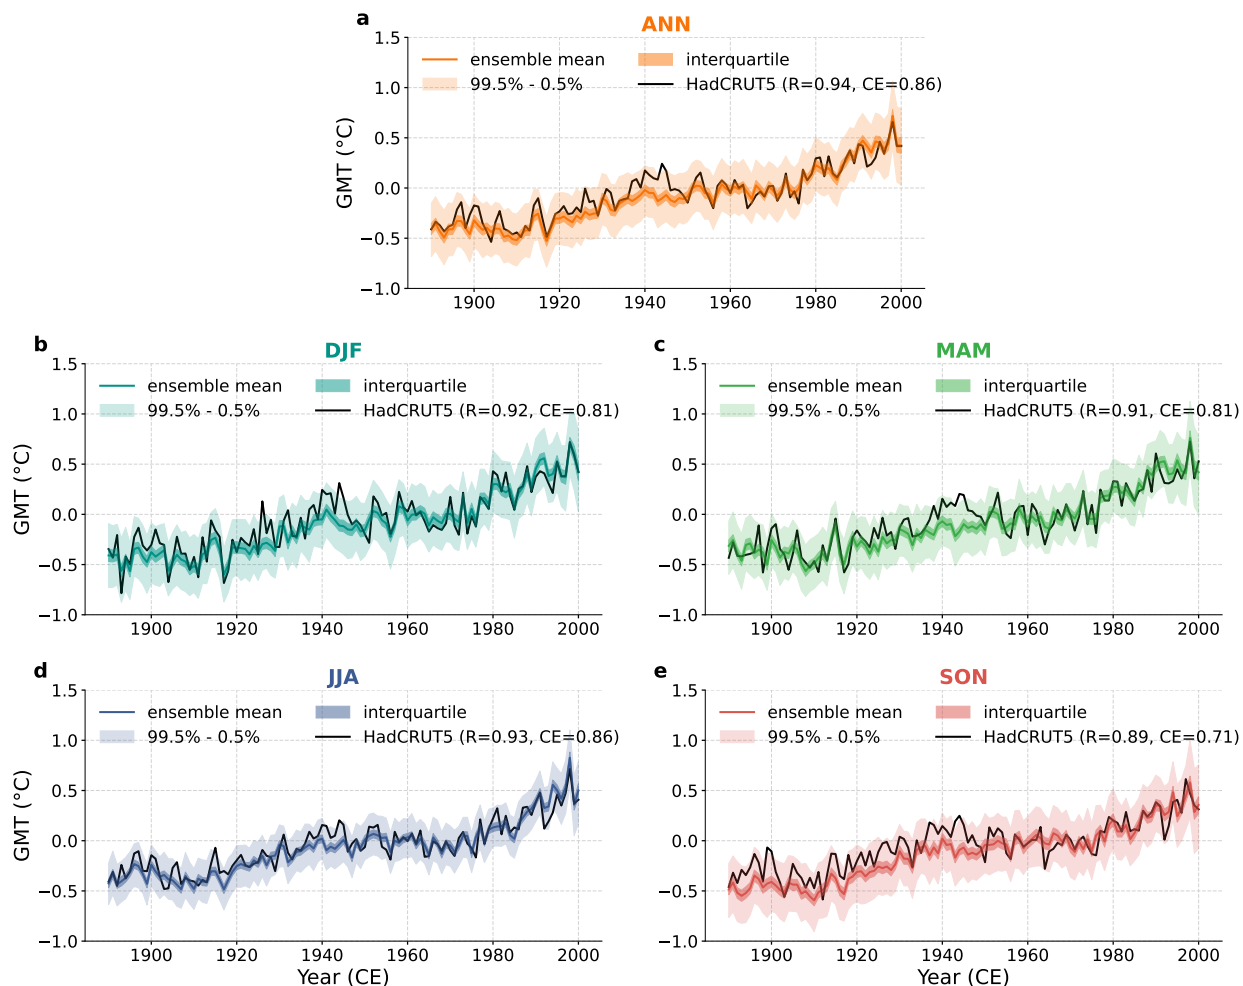 a
ANN
1.5
ensemble mean interquartile
99.5% - 0.5% HadCRUT5 (R=0.94, CE=0.86)
1.0
0.5
0.0
−0.5
−1.0
GMT (°C)
1900 1920 1940 1960 1980 2000
b
DJF
1.5
ensemble mean interquartile
99.5% - 0.5% HadCRUT5 (R=0.92, CE=0.81)
1.0
0.5
0.0
−0.5
−1.0
GMT (°C)
1900 1920 1940 1960 1980 2000
c
MAM
1.5
ensemble mean interquartile
99.5% - 0.5% HadCRUT5 (R=0.91, CE=0.81)
1.0
0.5
0.0
−0.5
−1.0
1900 1920 1940 1960 1980 2000
d
JJA
1.5
ensemble mean interquartile
99.5% - 0.5% HadCRUT5 (R=0.93, CE=0.86)
1.0
0.5
0.0
−0.5
−1.0
GMT (°C)
1900 1920 1940 1960 1980 2000
Year (CE)
e
SON
1.5
ensemble mean interquartile
99.5% - 0.5% HadCRUT5 (R=0.89, CE=0.71)
1.0
0.5
0.0
−0.5
−1.0
1900 1920 1940 1960 1980 2000
Year (CE)